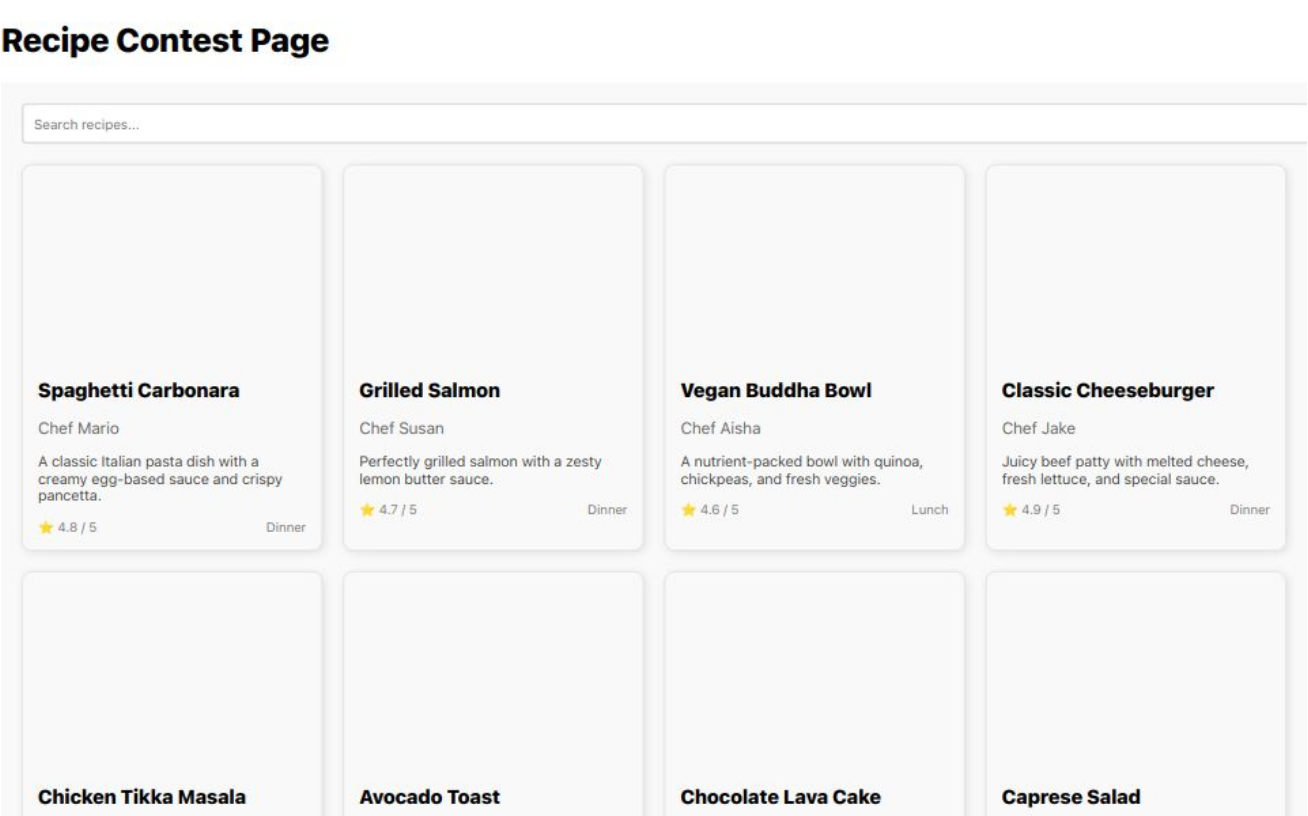 Recipe Contest Page
Search recipes...
Spaghetti Carbonara
Chef Mario
A classic Italian pasta dish with a
creamy egg-based sauce and crispy
pancetta.
⭐ 4.8 / 5
Dinner
Grilled Salmon
Chef Susan
Perfectly grilled salmon with a zesty
lemon butter sauce.
⭐ 4.7 / 5
Dinner
Vegan Buddha Bowl
Chef Aisha
A nutrient-packed bowl with quinoa,
chickpeas, and fresh veggies.
⭐ 4.6 / 5
Lunch
Classic Cheeseburger
Chef Jake
Juicy beef patty with melted cheese,
fresh lettuce, and special sauce.
⭐ 4.9 / 5
Dinner
Chicken Tikka Masala
Avocado Toast
Chocolate Lava Cake
Caprese Salad